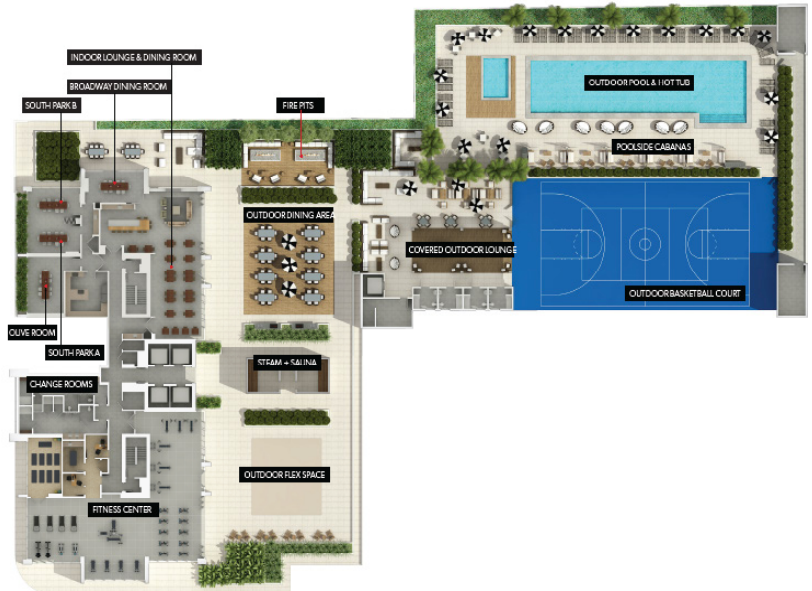 INDOOR LOUNGE & DINING ROOM
BROADWAY DINING ROOM
SOUTH PARK B
FIRE PITS
OUTDOOR POOL & HOT TUB
POOLSIDE CABANAS
OUTDOOR DINING AREA
COVERED OUTDOOR LOUNGE
OUTDOOR BASKETBALL COURT
OLIVE ROOM
SOUTH PARK A
STEAM + SAUNA
CHANGE ROOMS
OUTDOOR FLEX SPACE
FITNESS CENTER